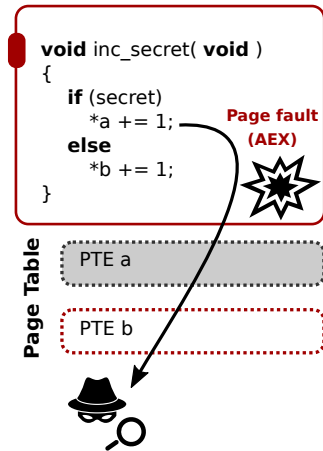 void inc_secret( void )
{
if (secret)
*a += 1;
else
*b += 1;
}
Page fault
(AEX)
Page Table
PTE a
PTE b